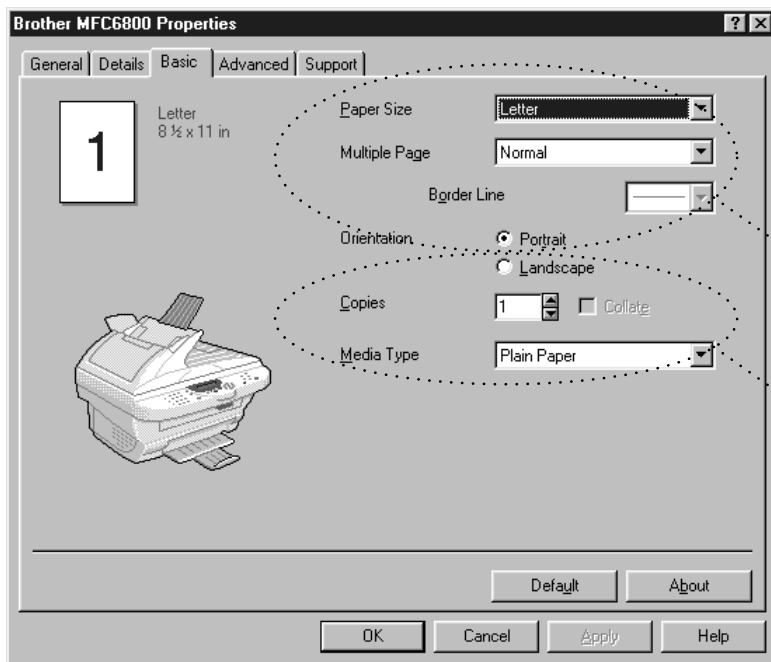 Brother MFC6800 Properties
General Details Basic Advanced Support
1
Letter
8 ½ x 11 in
Paper Size Letter
Multiple Page Normal
Border Line
Orientation Portrait
Landscape
Copies 1 Collate
Media Type Plain Paper
Default About
OK Cancel Apply Help